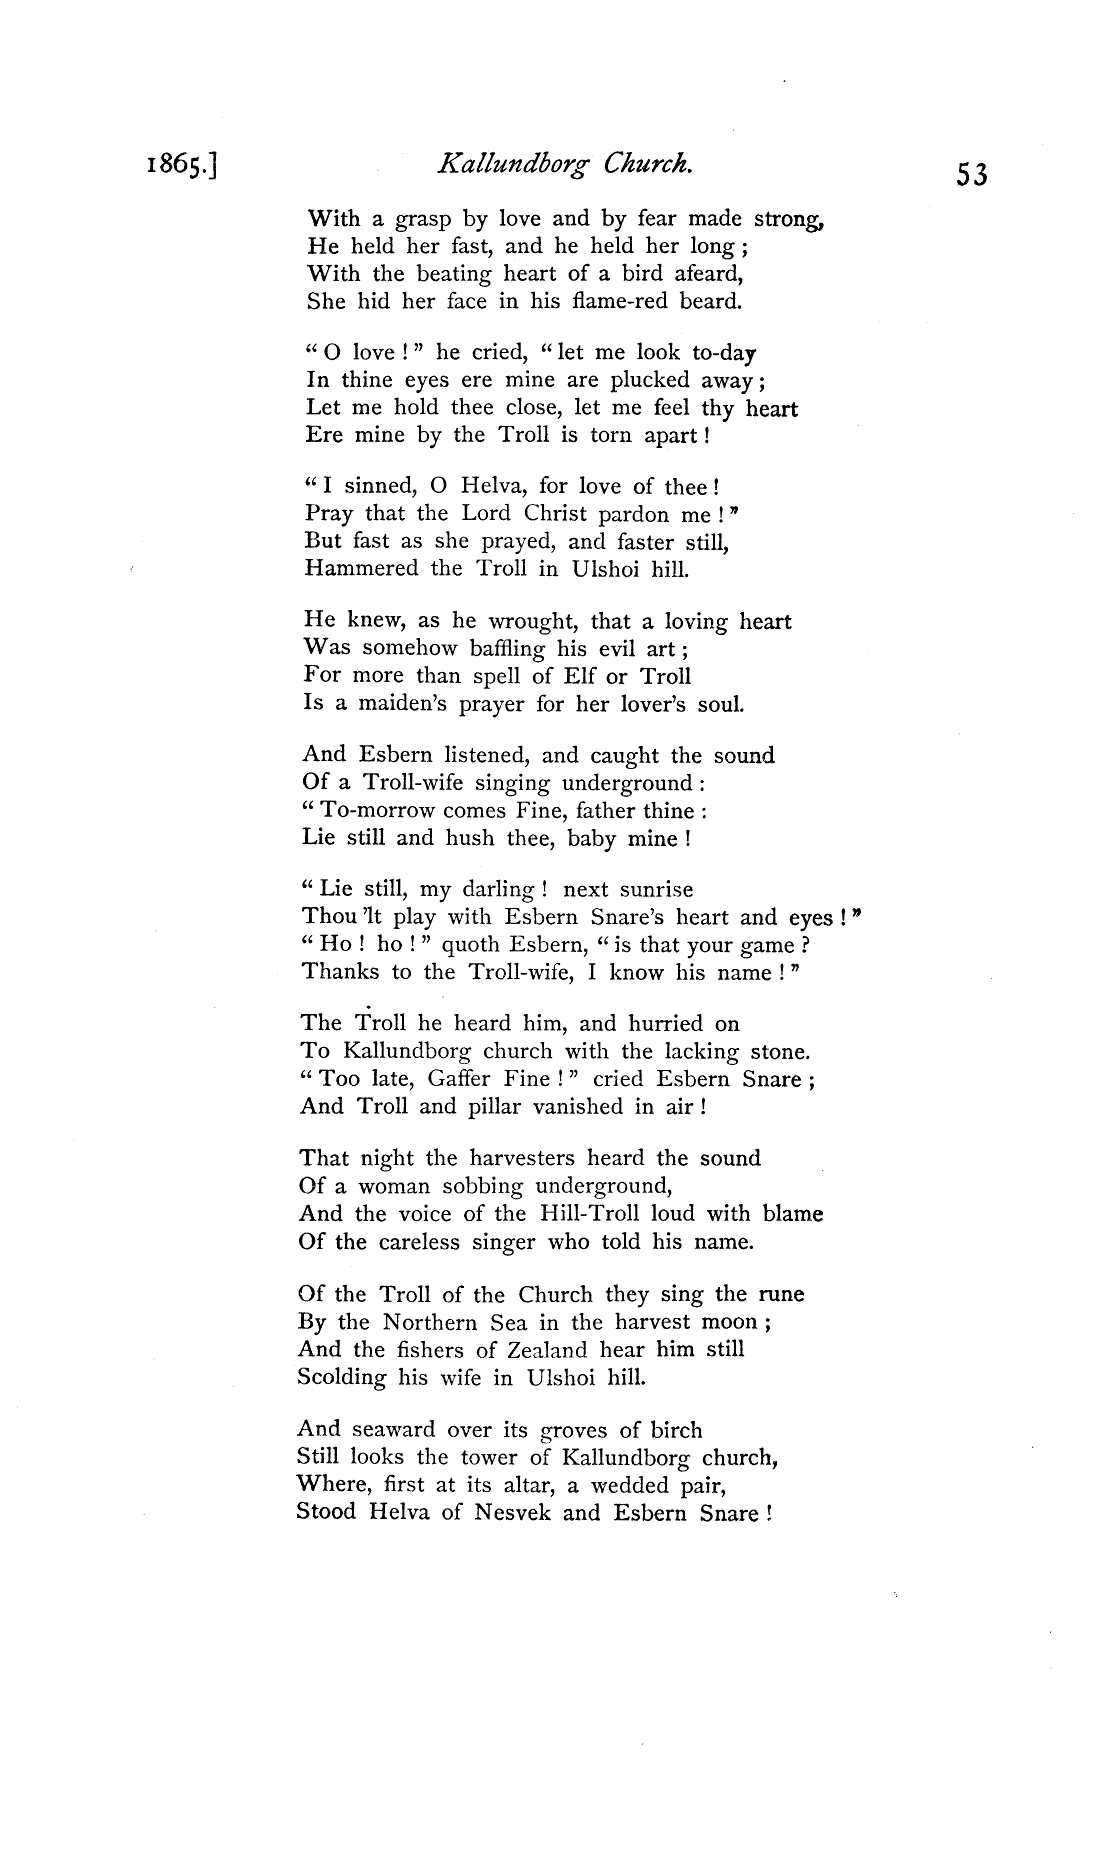 1865.] Kallundborg Church. 53
With a grasp by love and by fear made strong,
He held her fast, and he held her long ;
With the beating heart of a bird afeard,
She hid her face in his flame-red beard.
“ O love ! ” he cried, “ let me look to-day
In thine eyes ere mine are plucked away ;
Let me hold thee close, let me feel thy heart
Ere mine by the Troll is torn apart !
“ I sinned, O Helva, for love of thee !
Pray that the Lord Christ pardon me ! ”
But fast as she prayed, and faster still,
Hammered the Troll in Ulshoi hill.
He knew, as he wrought, that a loving heart
Was somehow baffling his evil art ;
For more than spell of Elf or Troll
Is a maiden’s prayer for her lover’s soul.
And Esbern listened, and caught the sound
Of a Troll-wife singing underground :
“ To-morrow comes Fine, father thine :
Lie still and hush thee, baby mine !
“ Lie still, my darling ! next sunrise
Thou ’lt play with Esbern Snare’s heart and eyes ! ”
“ Ho ! ho ! ” quoth Esbern, “ is that your game ?
Thanks to the Troll-wife, I know his name ! ”
The Troll he heard him, and hurried on
To Kallundborg church with the lacking stone.
“ Too late, Gaffer Fine ! ” cried Esbern Snare ;
And Troll and pillar vanished in air !
That night the harvesters heard the sound
Of a woman sobbing underground,
And the voice of the Hill-Troll loud with blame
Of the careless singer who told his name.
Of the Troll of the Church they sing the rune
By the Northern Sea in the harvest moon ;
And the fishers of Zealand hear him still
Scolding his wife in Ulshoi hill.
And seaward over its groves of birch
Still looks the tower of Kallundborg church,
Where, first at its altar, a wedded pair,
Stood Helva of Nesvek and Esbern Snare !